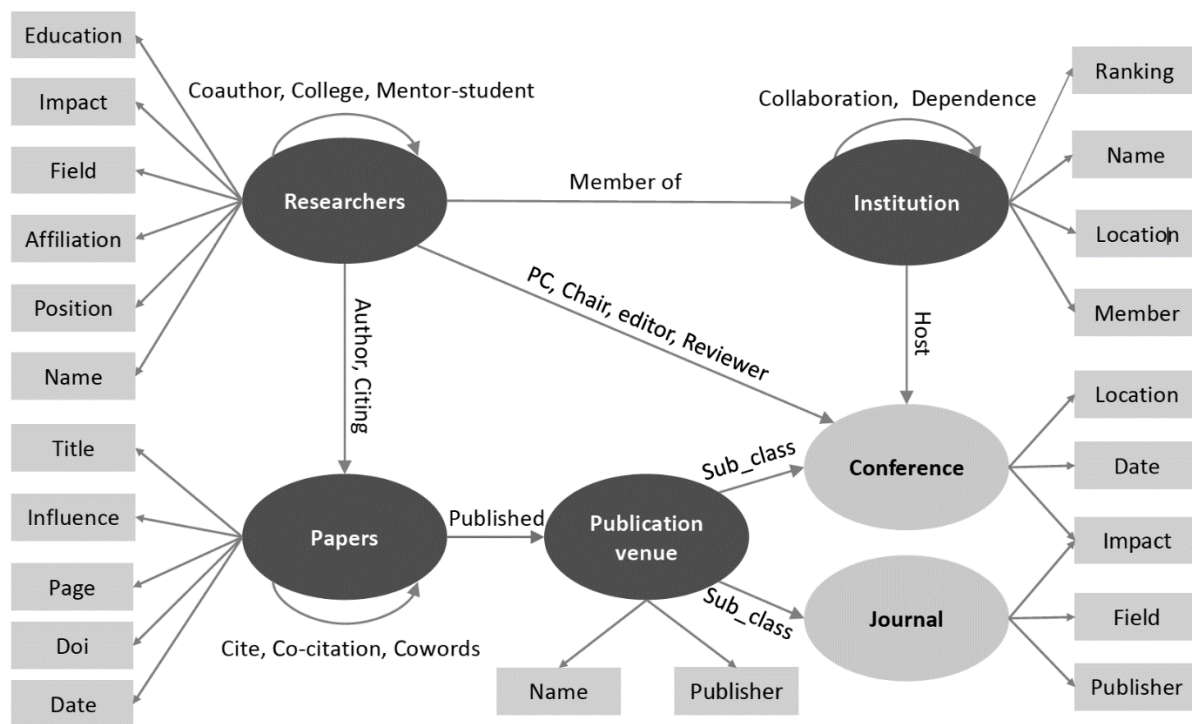 Education
Impact
Field
Affiliation
Position
Name
Title
Influence
Page
Doi
Date
Coauthor, College, Mentor-student
Researchers
Member of
Collaboration, Dependence
Institution
Author, Citing
PC, Chair, editor, Reviewer
Host
Papers
Cite, Co-citation, Cowords
Published
Publication
venue
Sub_class
Sub_class
Conference
Journal
Name
Publisher
Ranking
Name
Location
Member
Location
Date
Impact
Field
Publisher